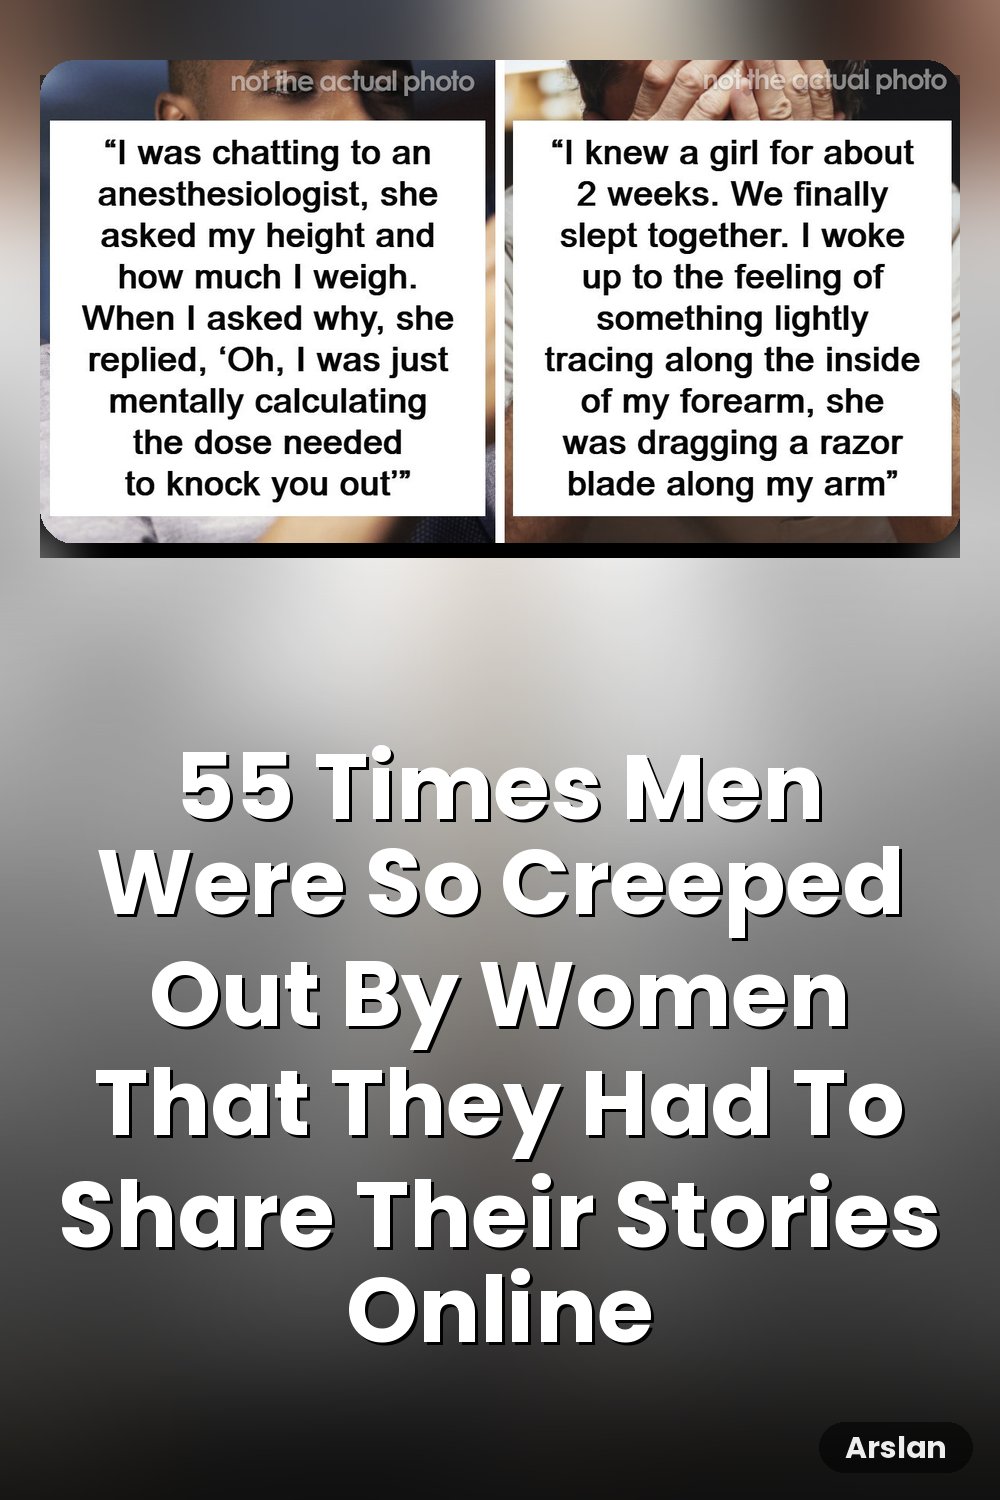 not the actual photo
“I was chatting to an
anesthesiologist, she
asked my height and
how much I weigh.
When I asked why, she
replied, ‘Oh, I was just
mentally calculating
the dose needed
to knock you out’”
not the actual photo
“I knew a girl for about
2 weeks. We finally
slept together. I woke
up to the feeling of
something lightly
tracing along the inside
of my forearm, she
was dragging a razor
blade along my arm”
55 Times Men
Were So Creeped
Out By Women
That They Had To
Share Their Stories
Online
Arslan